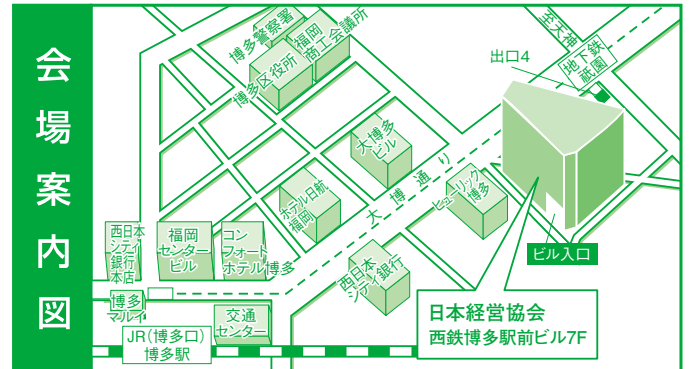 会場案内図
博多警察署
福岡
商工会議所
博多区役所
至天神
地下鉄
祇園
出口4
大博多
ビル
大博通り
ヒューリック
博多
ホテル日航
福岡
西日本
シティ
銀行
本店
福岡
センター
ビル
コン
フォート
ホテル博多
西日本
シティ銀行
ビル入口
博多
マルイ
交通
センター
JR(博多口)
博多駅
日本経営協会
西鉄博多駅前ビル7F